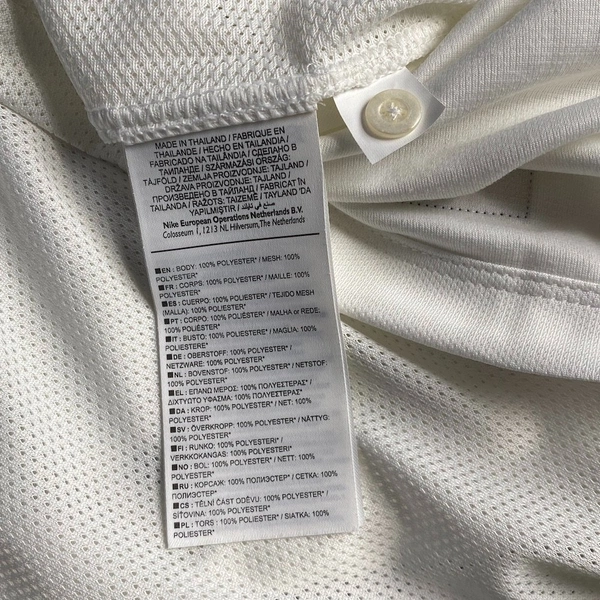 MADE IN THAILAND / FABRIQUE EN
THAILANDE / HECHO EN TAILANDIA /
FABRICADO NA TAILÂNDIA / СДЕЛАНО В
ТАИЛАНДЕ / SZÁRMAZÁSI ORSZÁG:
TÁJFÖLD / ZEMLJA PROIZVODNJE: TAJLAND /
DRŽAVA PROIZVODNJE: TAJLAND /
ПРОИЗВЕДЕНО В ТАЙЛАНД / FABRICAT ÎN
TAILANDA / RAŽOTS: TAIZEMĒ / TAYLAND 'DA
YAPILMIŞTIR / صنع في تايلند
Nike European Operations Netherlands B.V.
Colosseum 1, 1213 NL Hilversum, The Netherlands
■ EN : BODY: 100% POLYESTER* / MESH: 100%
POLYESTER*
■ FR : CORPS: 100% POLYESTER* / MAILLE: 100%
POLYESTER*
■ ES : CUERPO: 100% POLIÉSTER* / TEJIDO MESH
(MALLA): 100% POLIÉSTER*
■ PT : CORPO: 100% POLIÉSTER* / MALHA or REDE:
100% POLIÉSTER*
■ IT : BUSTO: 100% POLIESTERE* / MAGLIA: 100%
POLIESTERE*
■ DE : OBERSTOFF: 100% POLYESTER* / NETZ:
100% POLYESTER*
■ NL : BOVENSTOF: 100% POLYESTER* / NETSTOF:
100% POLYESTER*
■ EL : ΕΠΑΝΩ ΜΕΡΟΣ: 100% ΠΟΛΥΕΣΤΕΡΑΣ* /
ΔΙΧΤΥΩΤΟ ΥΦΑΣΜΑ: 100% ΠΟΛΥΕΣΤΕΡΑΣ*
■ DA : KROP: 100% POLYESTER* / NET: 100%
POLYESTER*
■ SV : ÖVERKROPP: 100% POLYESTER* / NÄTTYG:
100% POLYESTER*
■ FI : RUNKO: 100% POLYESTERI* /
VERKKOKANGAS: 100% POLYESTERI*
■ NO : BOL: 100% POLYESTER* / NETT: 100%
POLYESTER*
■ RU : КОРСАЖ: 100% ПОЛИЭСТЕР* / СЕТКА: 100%
ПОЛИЭСТЕР*
■ CS : TĚLNÍ ČÁST ODĚVU: 100% POLYESTER* /
SÍŤOVINA: 100% POLYESTER*
■ PL : TORS : 100% POLIESTER* / SIATKA: 100%
POLIESTER*